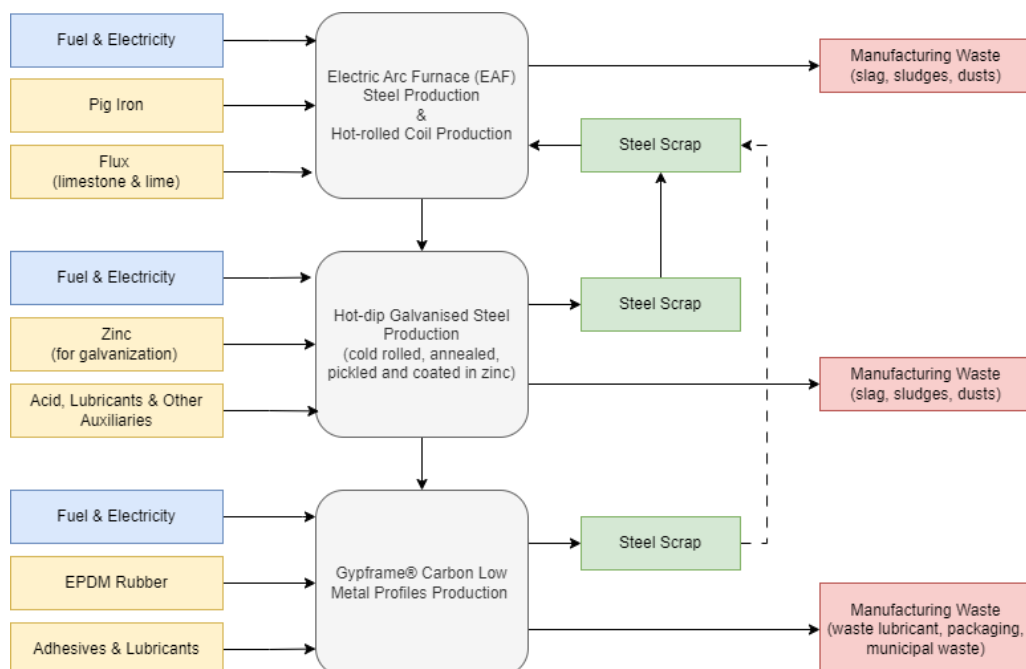 Fuel & Electricity
Pig Iron
Flux
(limestone & lime)
Electric Arc Furnace (EAF)
Steel Production
&
Hot-rolled Coil Production
Manufacturing Waste
(slag, sludges, dusts)
Steel Scrap
Fuel & Electricity
Zinc
(for galvanization)
Acid, Lubricants & Other
Auxiliaries
Hot-dip Galvanised Steel
Production
(cold rolled, annealed,
pickled and coated in zinc)
Steel Scrap
Manufacturing Waste
(slag, sludges, dusts)
Fuel & Electricity
EPDM Rubber
Adhesives & Lubricants
Gypframe® Carbon Low
Metal Profiles Production
Steel Scrap
Manufacturing Waste
(waste lubricant, packaging,
municipal waste)